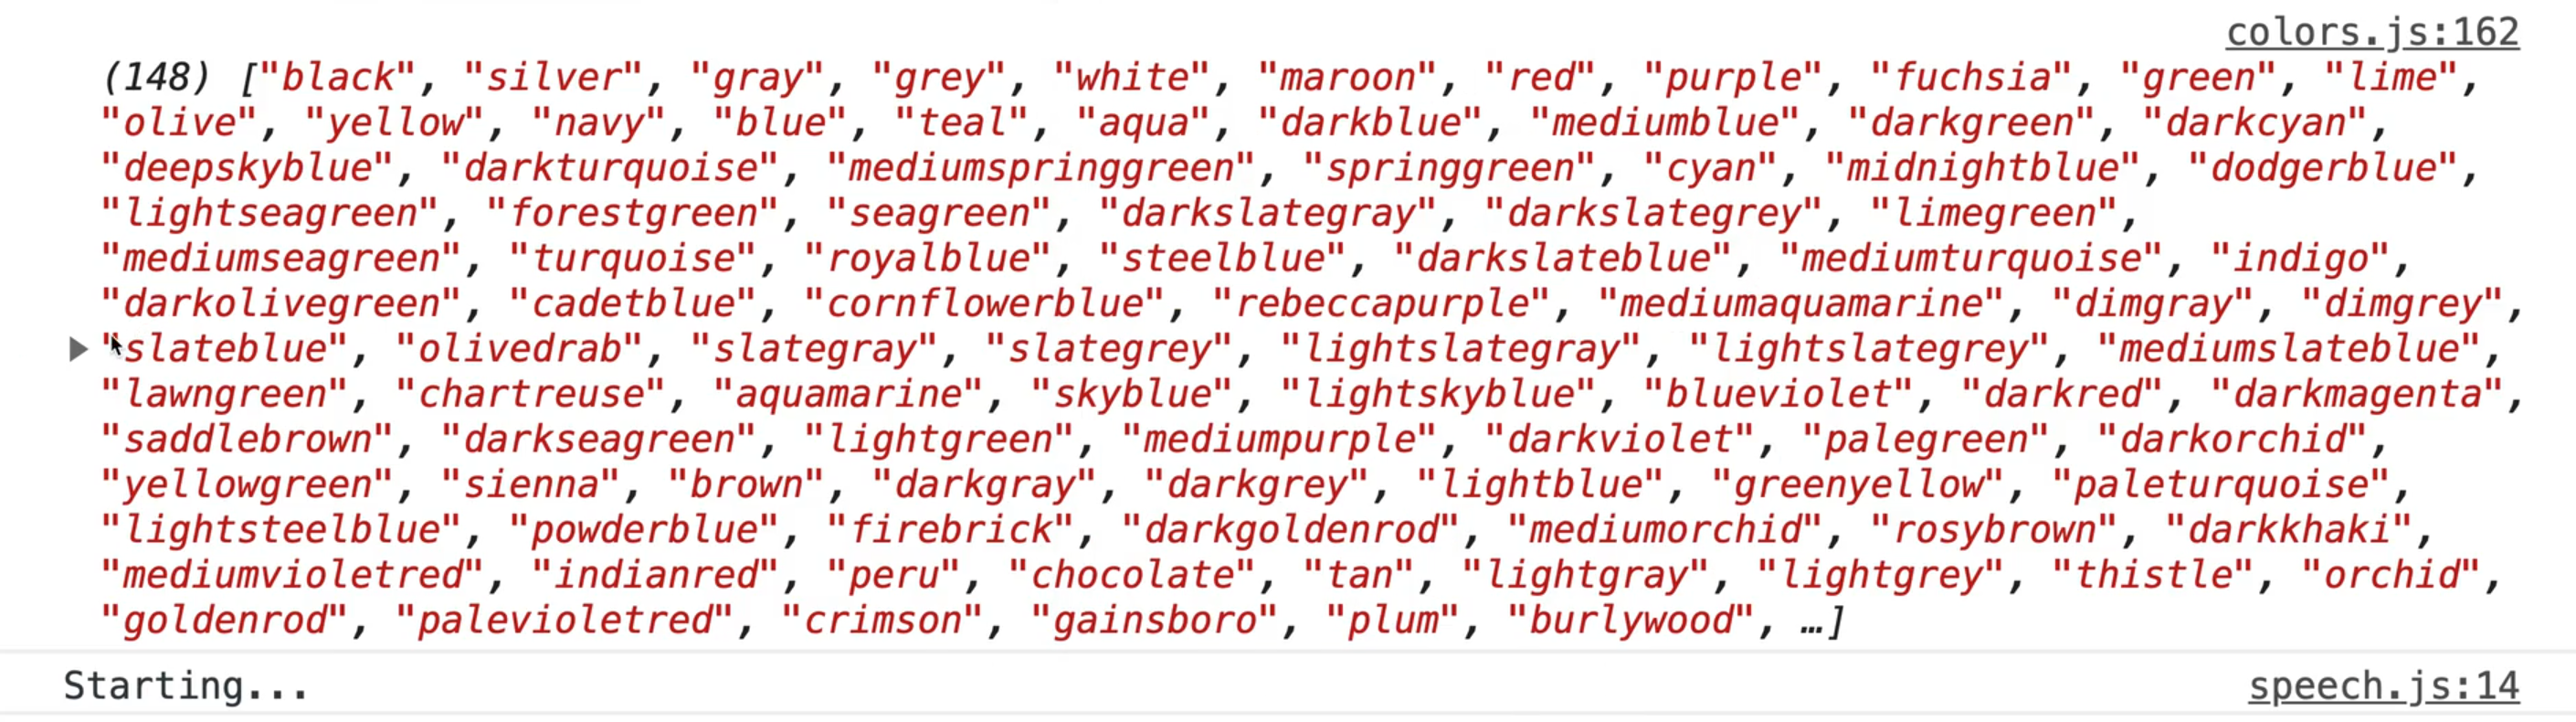 colors.js:162
(148) ["black", "silver", "gray", "grey", "white", "maroon", "red", "purple", "fuchsia", "green", "lime",
"olive", "yellow", "navy", "blue", "teal", "aqua", "darkblue", "mediumblue", "darkgreen", "darkcyan",
"deepskyblue", "darkturquoise", "mediumspringgreen", "springgreen", "cyan", "midnightblue", "dodgerblue",
"lightseagreen", "forestgreen", "seagreen", "darkslategray", "darkslategrey", "limegreen",
"mediumseagreen", "turquoise", "royalblue", "steelblue", "darkslateblue", "mediumturquoise", "indigo",
"darkolivegreen", "cadetblue", "cornflowerblue", "rebeccapurple", "mediumaquamarine", "dimgray", "dimgrey",
"slateblue", "olivedrab", "slategray", "slategrey", "lightslategray", "lightslategrey", "mediumslateblue",
"lawngreen", "chartreuse", "aquamarine", "skyblue", "lightskyblue", "blueviolet", "darkred", "darkmagenta",
"saddlebrown", "darkseagreen", "lightgreen", "mediumpurple", "darkviolet", "palegreen", "darkorchid",
"yellowgreen", "sienna", "brown", "darkgray", "darkgrey", "lightblue", "greenyellow", "paleturquoise",
"lightsteelblue", "powderblue", "firebrick", "darkgoldenrod", "mediumorchid", "rosybrown", "darkkhaki",
"mediumvioletred", "indianred", "peru", "chocolate", "tan", "lightgray", "lightgrey", "thistle", "orchid",
"goldenrod", "palevioletred", "crimson", "gainsboro", "plum", "burlywood", …]
Starting... speech.js:14